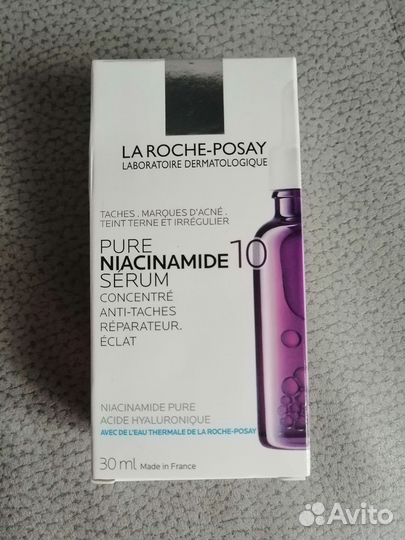 LA ROCHE-POSAY
LABORATOIRE DERMATOLOGIQUE
TACHES . MARQUES D'ACNÉ .
TEINT TERNE ET IRRÉGULIER
PURE
NIACINAMIDE 10
SÉRUM
CONCENTRÉ
ANTI-TACHES
RÉPARATEUR.
ÉCLAT
NIACINAMIDE PURE
ACIDE HYALURONIQUE
AVEC DE L'EAU THERMALE DE LA ROCHE-POSAY
30 ml Made in France
Avito